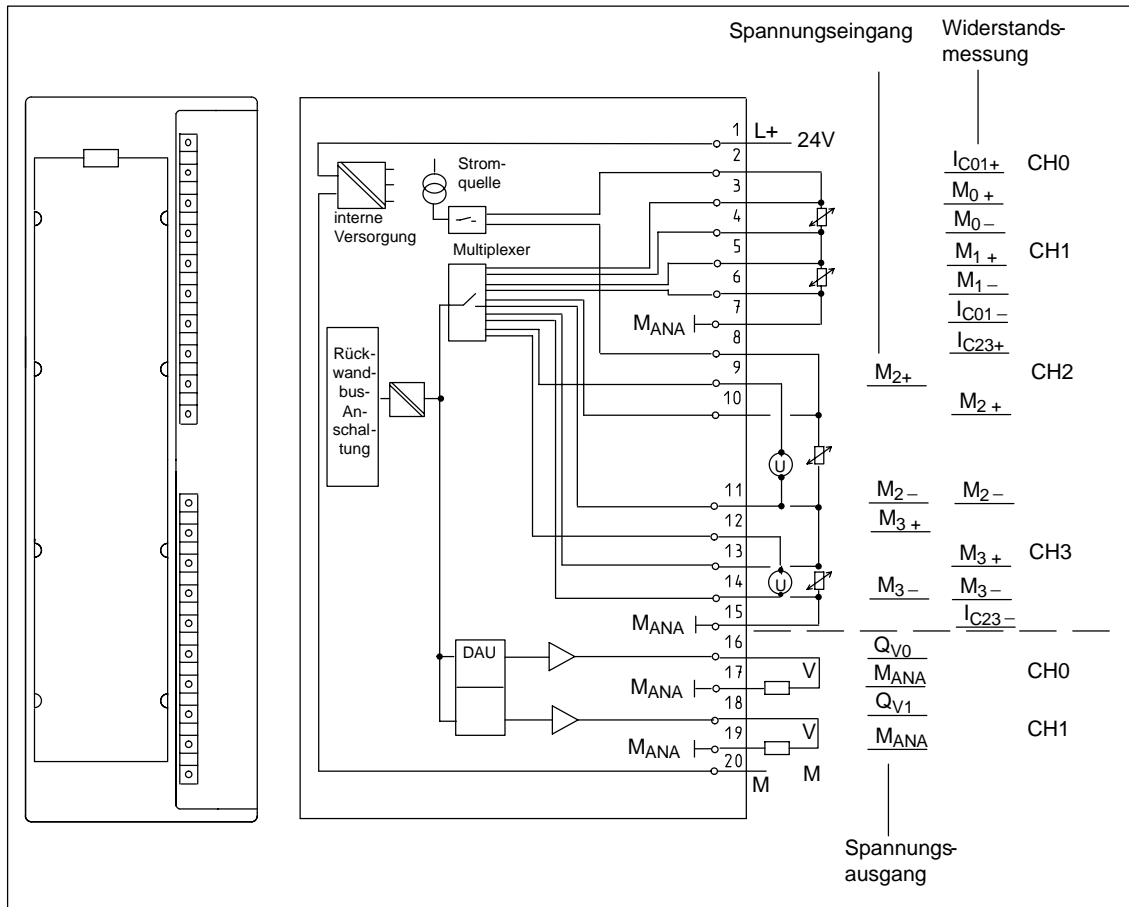 Spannungseingang
Widerstands-
messung
1
L+
24V
2
Strom-
quelle
I_C01+
CH0
3
M_0 +
4
M_0 –
interne
Versorgung
5
M_1 +
CH1
Multiplexer
6
M_1 –
7
I_C01 –
M_ANA
8
I_C23+
9
M_2+
CH2
Rück-
wand-
bus-
An-
schal-
tung
10
M_2 +
U
11
M_2 –
M_2 –
12
M_3 +
13
M_3 +
CH3
14
U
M_3 –
M_3 –
15
M_ANA
I_C23 –
16
DAU
Q_V0
17
V
M_ANA
M_ANA
CH0
18
Q_V1
19
V
M_ANA
M_ANA
CH1
20
M
M
Spannungs-
ausgang